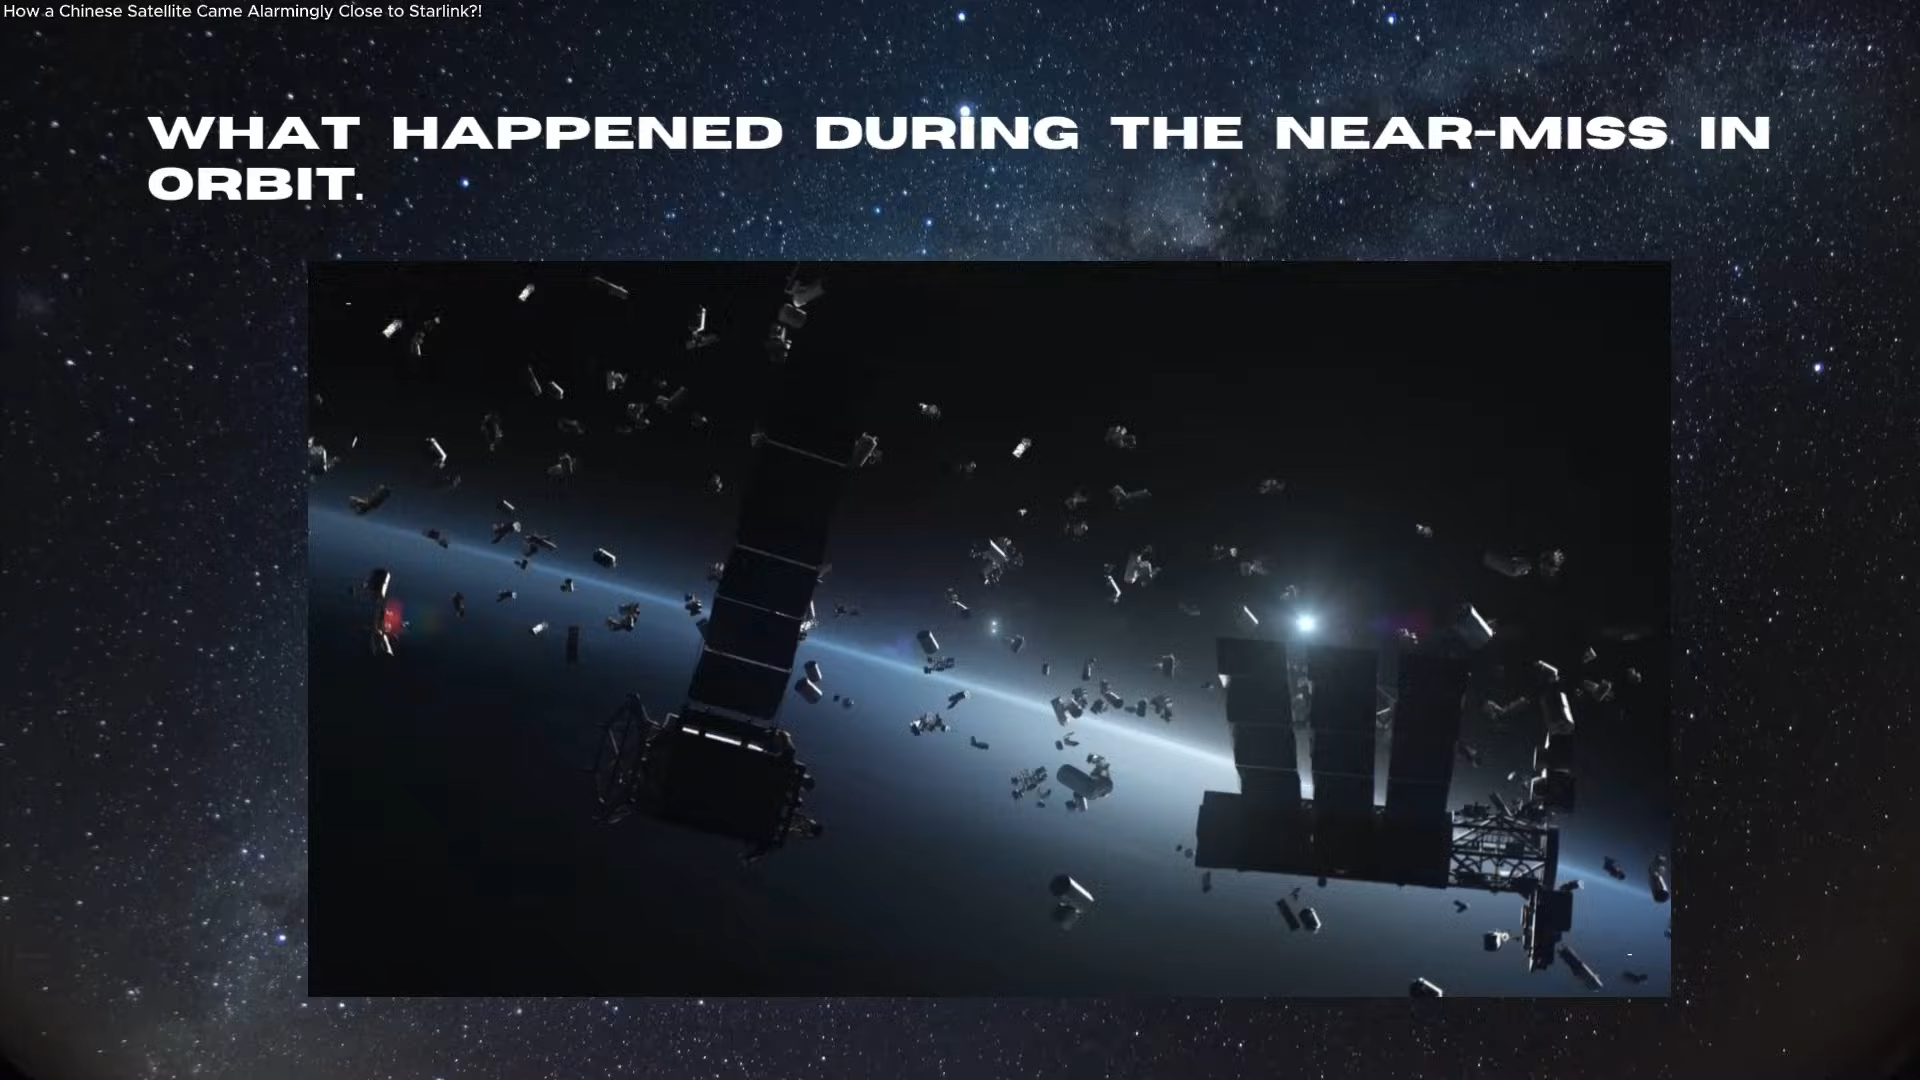 How a Chinese Satellite Came Alarmingly Close to Starlink?!
WHAT HAPPENED DURING THE NEAR-MISS IN
ORBIT.